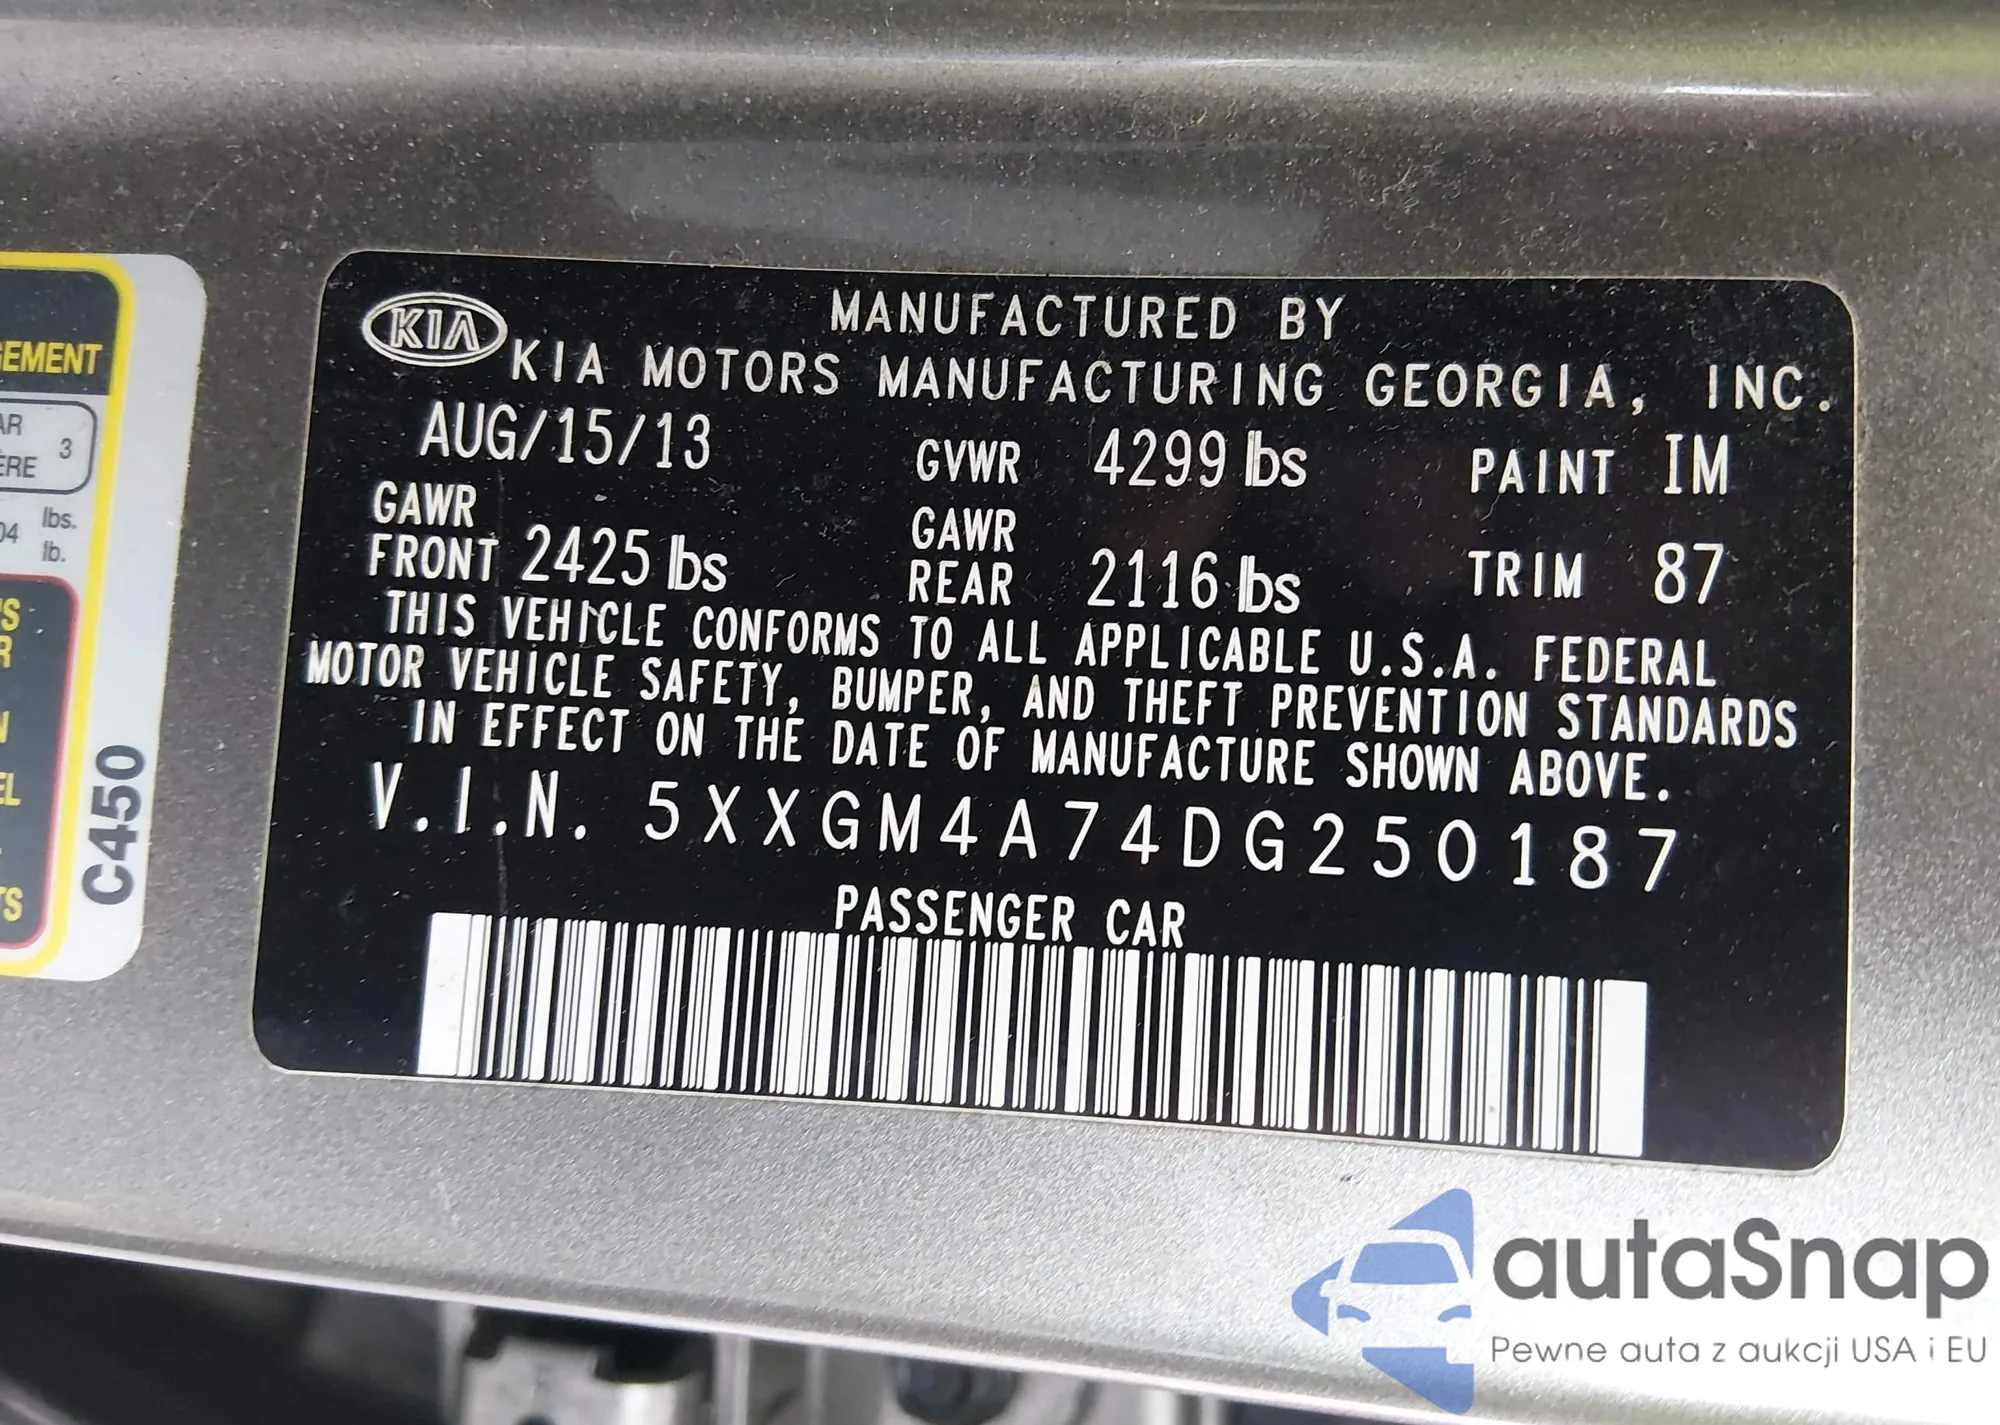 KIA
MANUFACTURED BY
KIA MOTORS MANUFACTURING GEORGIA, INC.
AUG/15/13 GVWR 4299 lbs PAINT IM
GAWR FRONT 2425 lbs GAWR REAR 2116 lbs TRIM 87
THIS VEHICLE CONFORMS TO ALL APPLICABLE U.S.A. FEDERAL
MOTOR VEHICLE SAFETY, BUMPER, AND THEFT PREVENTION STANDARDS
IN EFFECT ON THE DATE OF MANUFACTURE SHOWN ABOVE.
V.I.N. 5XXGM4A74DG250187
PASSENGER CAR
3
lbs.
lb.
C450
autaSnap
Pewne auta z aukcji USA i EU